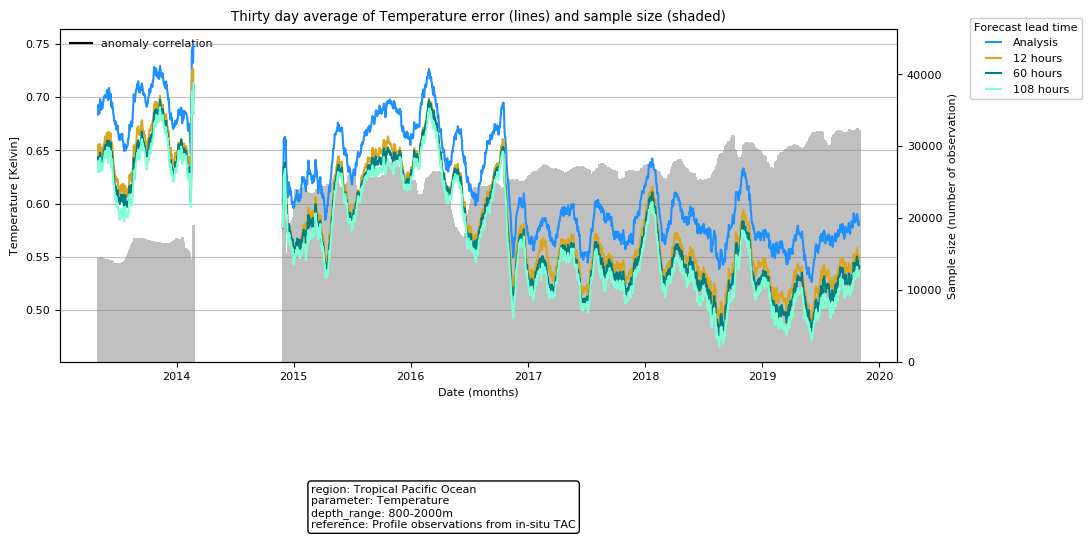 Thirty day average of Temperature error (lines) and sample size (shaded)
anomaly correlation
Forecast lead time
Analysis
12 hours
60 hours
108 hours
Temperature [Kelvin]
0.75
0.70
0.65
0.60
0.55
0.50
40000
30000
20000
10000
0
Sample size (number of observation)
2014 2015 2016 2017 2018 2019 2020
Date (months)
region: Tropical Pacific Ocean
parameter: Temperature
depth_range: 800-2000m
reference: Profile observations from in-situ TAC